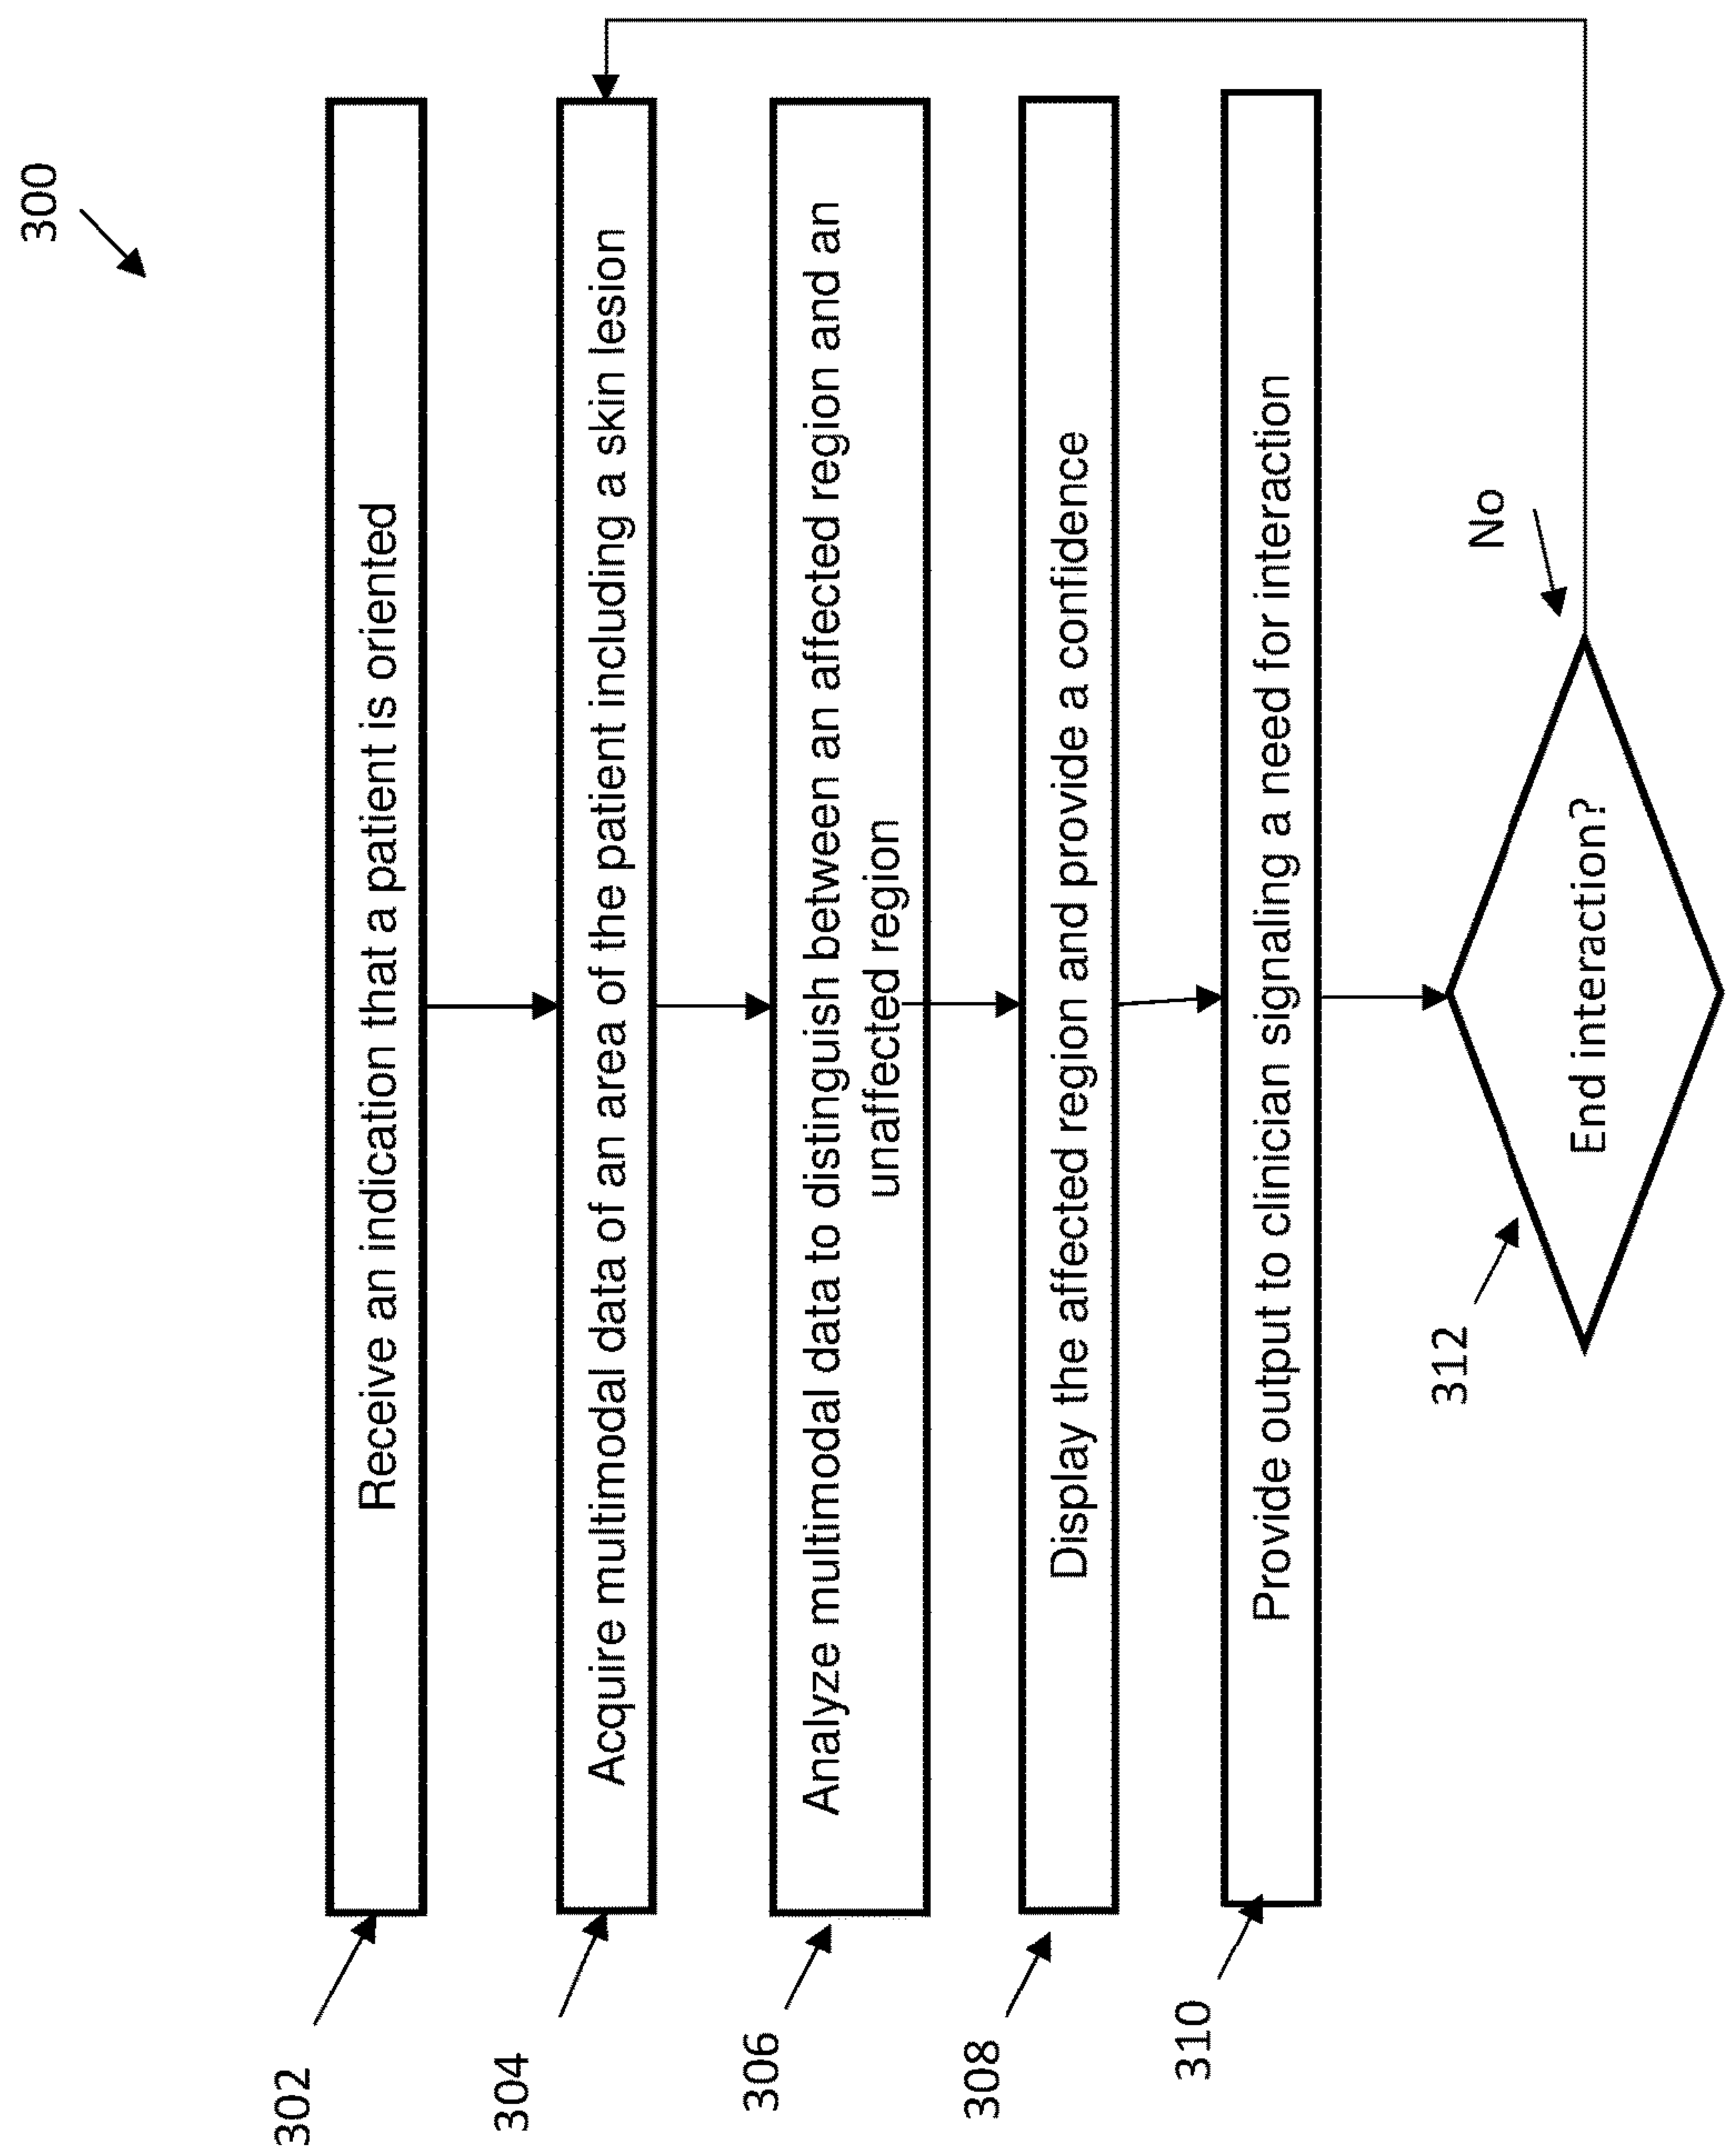 300
302
Receive an indication that a patient is oriented
304
Acquire multimodal data of an area of the patient including a skin lesion
306
Analyze multimodal data to distinguish between an affected region and an
unaffected region
308
Display the affected region and provide a confidence
310
Provide output to clinician signaling a need for interaction
312
End interaction?
No